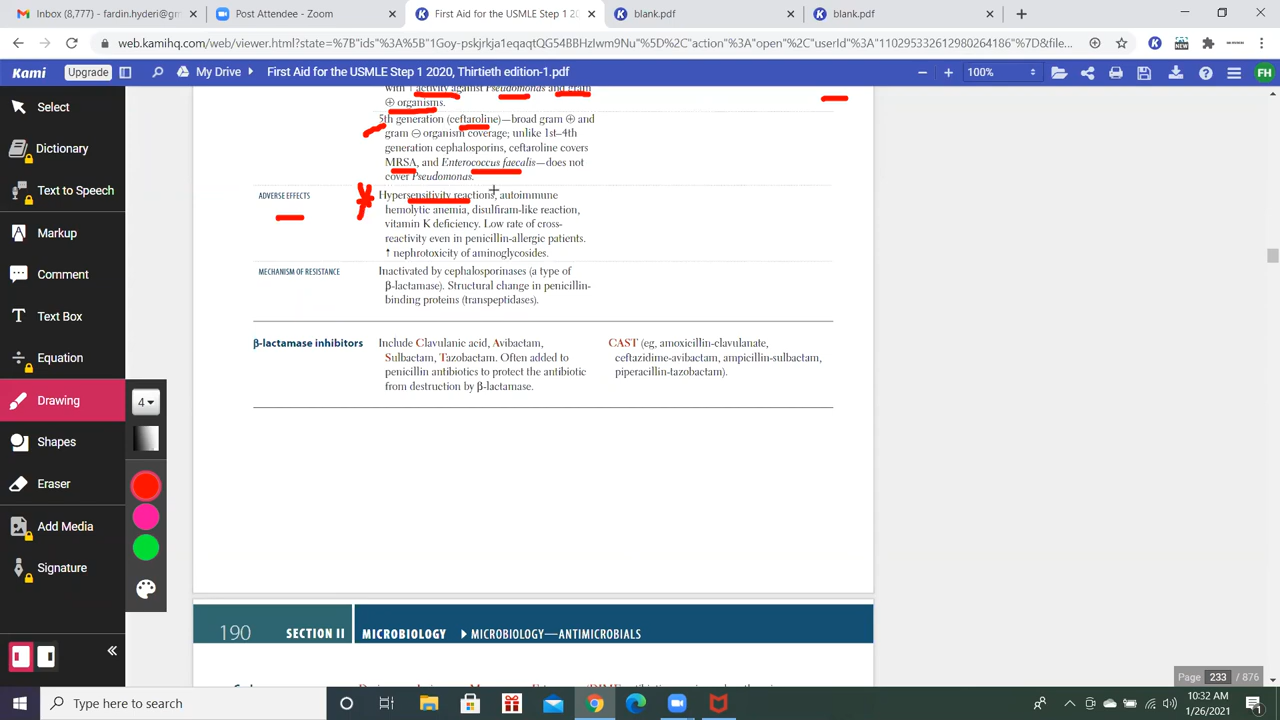 Inbox (8,777) - fardin.hyderi@gm
Post Attendee - Zoom
First Aid for the USMLE Step 1 20
blank.pdf
blank.pdf
web.kamihq.com/web/viewer.html?state=%7B"ids"%3A%5B"1Goy-pskjrkja1eqaqtQG54BBHzIwm9Nu"%5D%2C"action"%3A"open"%2C"userId"%3A"110295332612980264186"%7D&file...
NEW
Kami
Upgrade
My Drive
First Aid for the USMLE Step 1 2020, Thirtieth edition-1.pdf
100%
FH
Select
Dictionary
Text to Speech
Markup
Comment
Text Box
Equation
Drawing
4
Shapes
Eraser
Add Media
Signature
with ↑ activity against Pseudomonas and gram
⊕ organisms.
5th generation (ceftaroline)—broad gram ⊕ and
gram ⊖ organism coverage; unlike 1st–4th
generation cephalosporins, ceftaroline covers
MRSA, and Enterococcus faecalis—does not
cover Pseudomonas.
ADVERSE EFFECTS
Hypersensitivity reactions, autoimmune
hemolytic anemia, disulfiram-like reaction,
vitamin K deficiency. Low rate of cross-
reactivity even in penicillin-allergic patients.
↑ nephrotoxicity of aminoglycosides.
MECHANISM OF RESISTANCE
Inactivated by cephalosporinases (a type of
β-lactamase). Structural change in penicillin-
binding proteins (transpeptidases).
β-lactamase inhibitors
Include Clavulanic acid, Avibactam,
Sulbactam, Tazobactam. Often added to
penicillin antibiotics to protect the antibiotic
from destruction by β-lactamase.
CAST (eg, amoxicillin-clavulanate,
ceftazidime-avibactam, ampicillin-sulbactam,
piperacillin-tazobactam).
190 SECTION II MICROBIOLOGY ▶ MICROBIOLOGY—ANTIMICROBIALS
Page 233 / 876
Type here to search
10:32 AM
1/26/2021